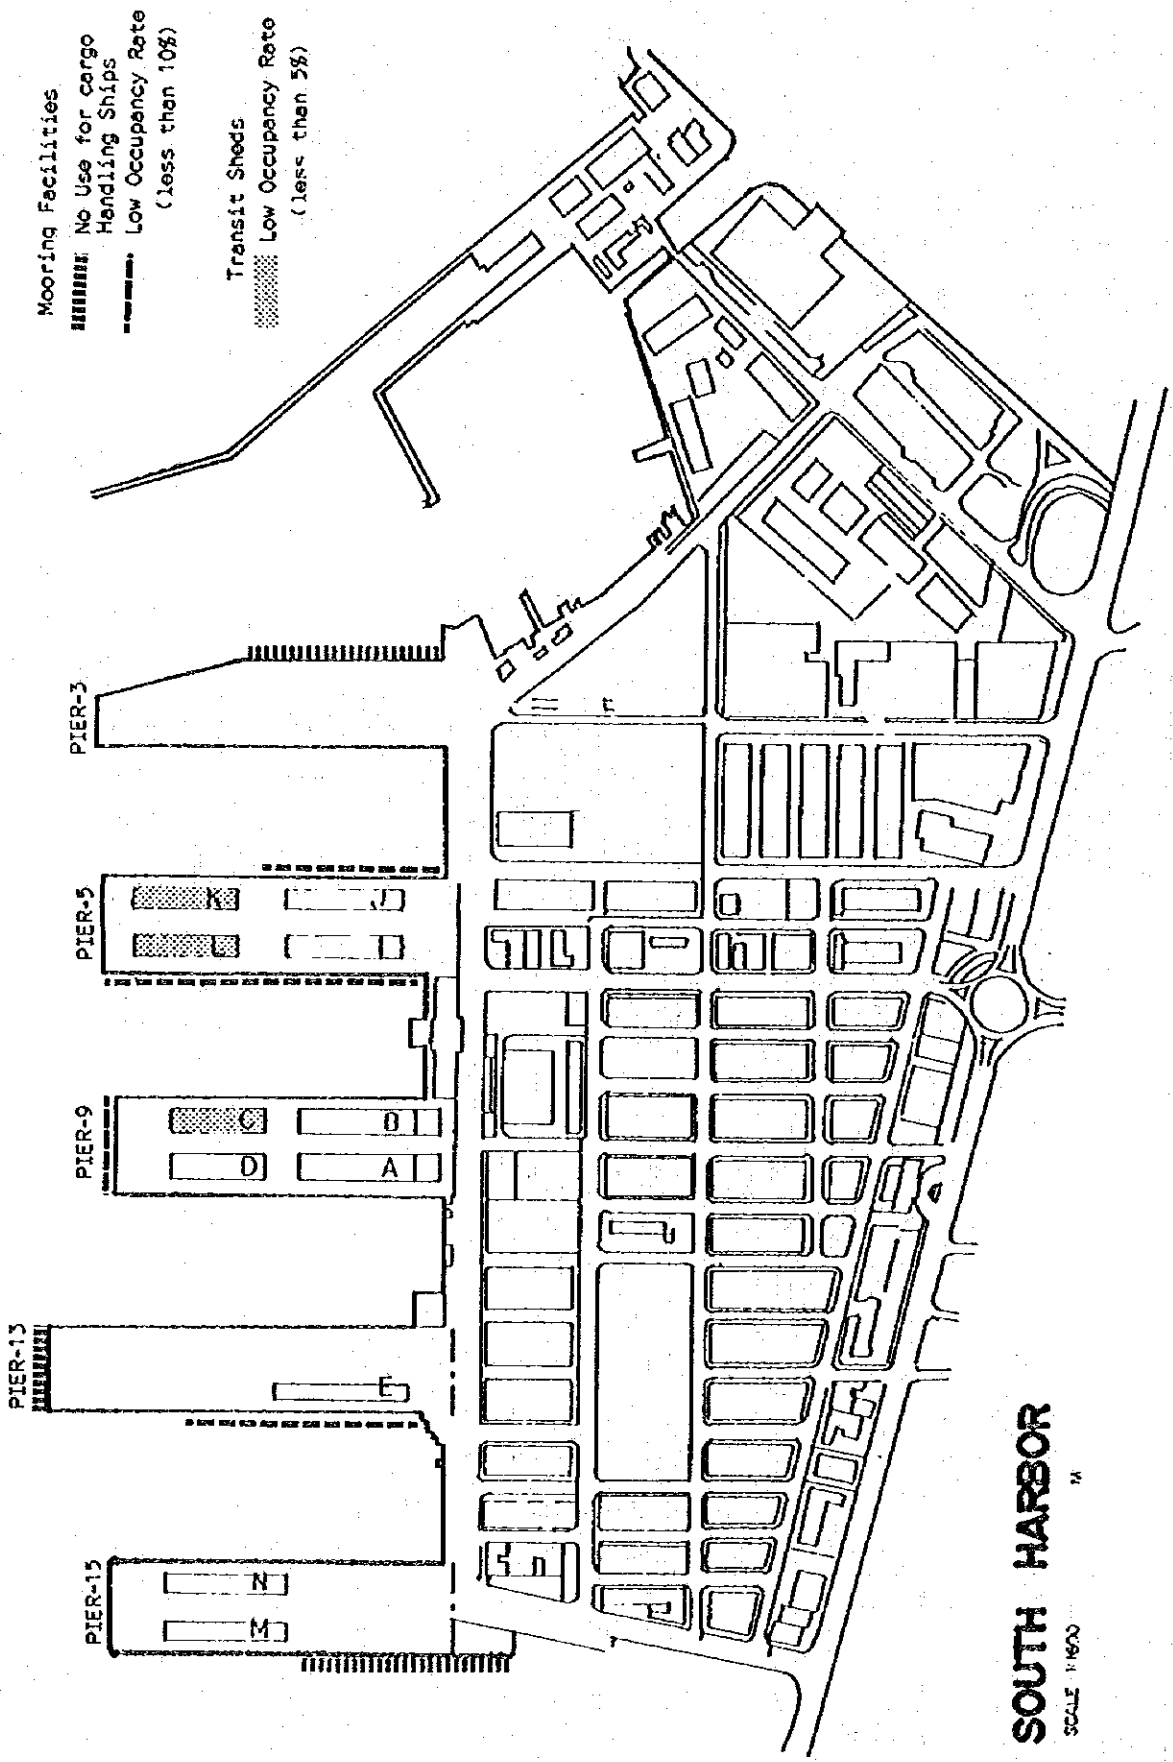 Mooring Facilities
No Use for cargo
Handling Ships
Low Occupancy Rate
(less than 10%)
Transit Sheds
Low Occupancy Rate
(less than 5%)
PIER-3
PIER-5
K
J
L
I
PIER-9
C
B
D
A
PIER-13
E
PIER-15
N
M
SOUTH HARBOR
SCALE